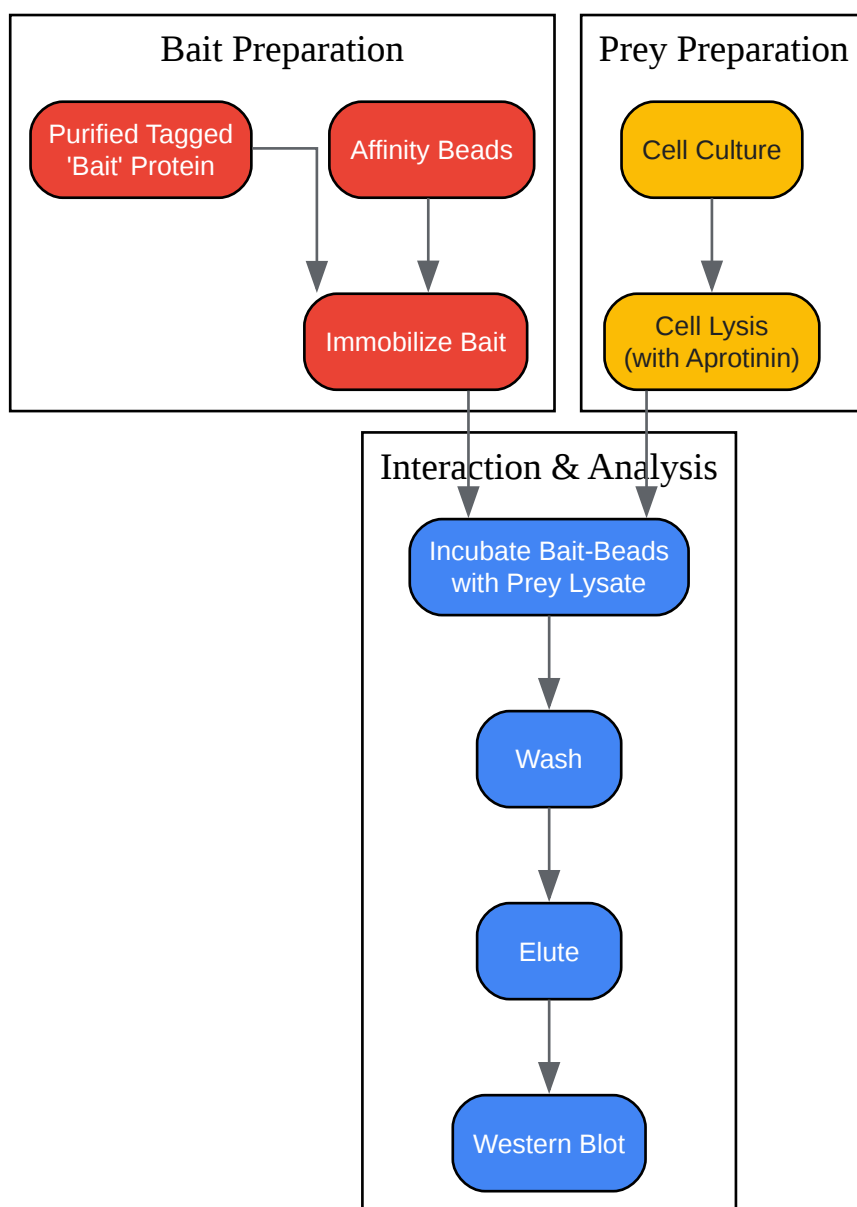 Bait Preparation
Purified Tagged
'Bait' Protein
Affinity Beads
Immobilize Bait
Prey Preparation
Cell Culture
Cell Lysis
(with Aprotinin)
Interaction & Analysis
Incubate Bait-Beads
with Prey Lysate
Wash
Elute
Western Blot